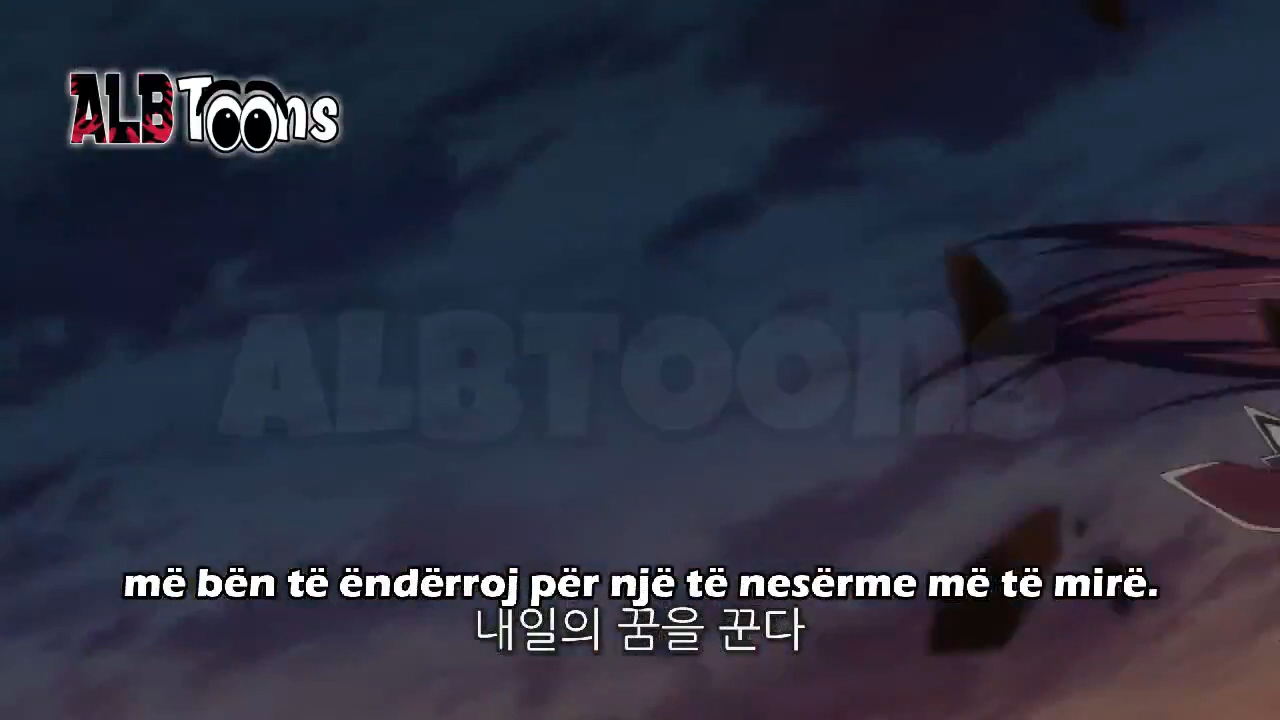 ALBToons
ALBToons
më bën të ëndërroj për një të nesërme më të mirë.
내일의 꿈을 꾼다